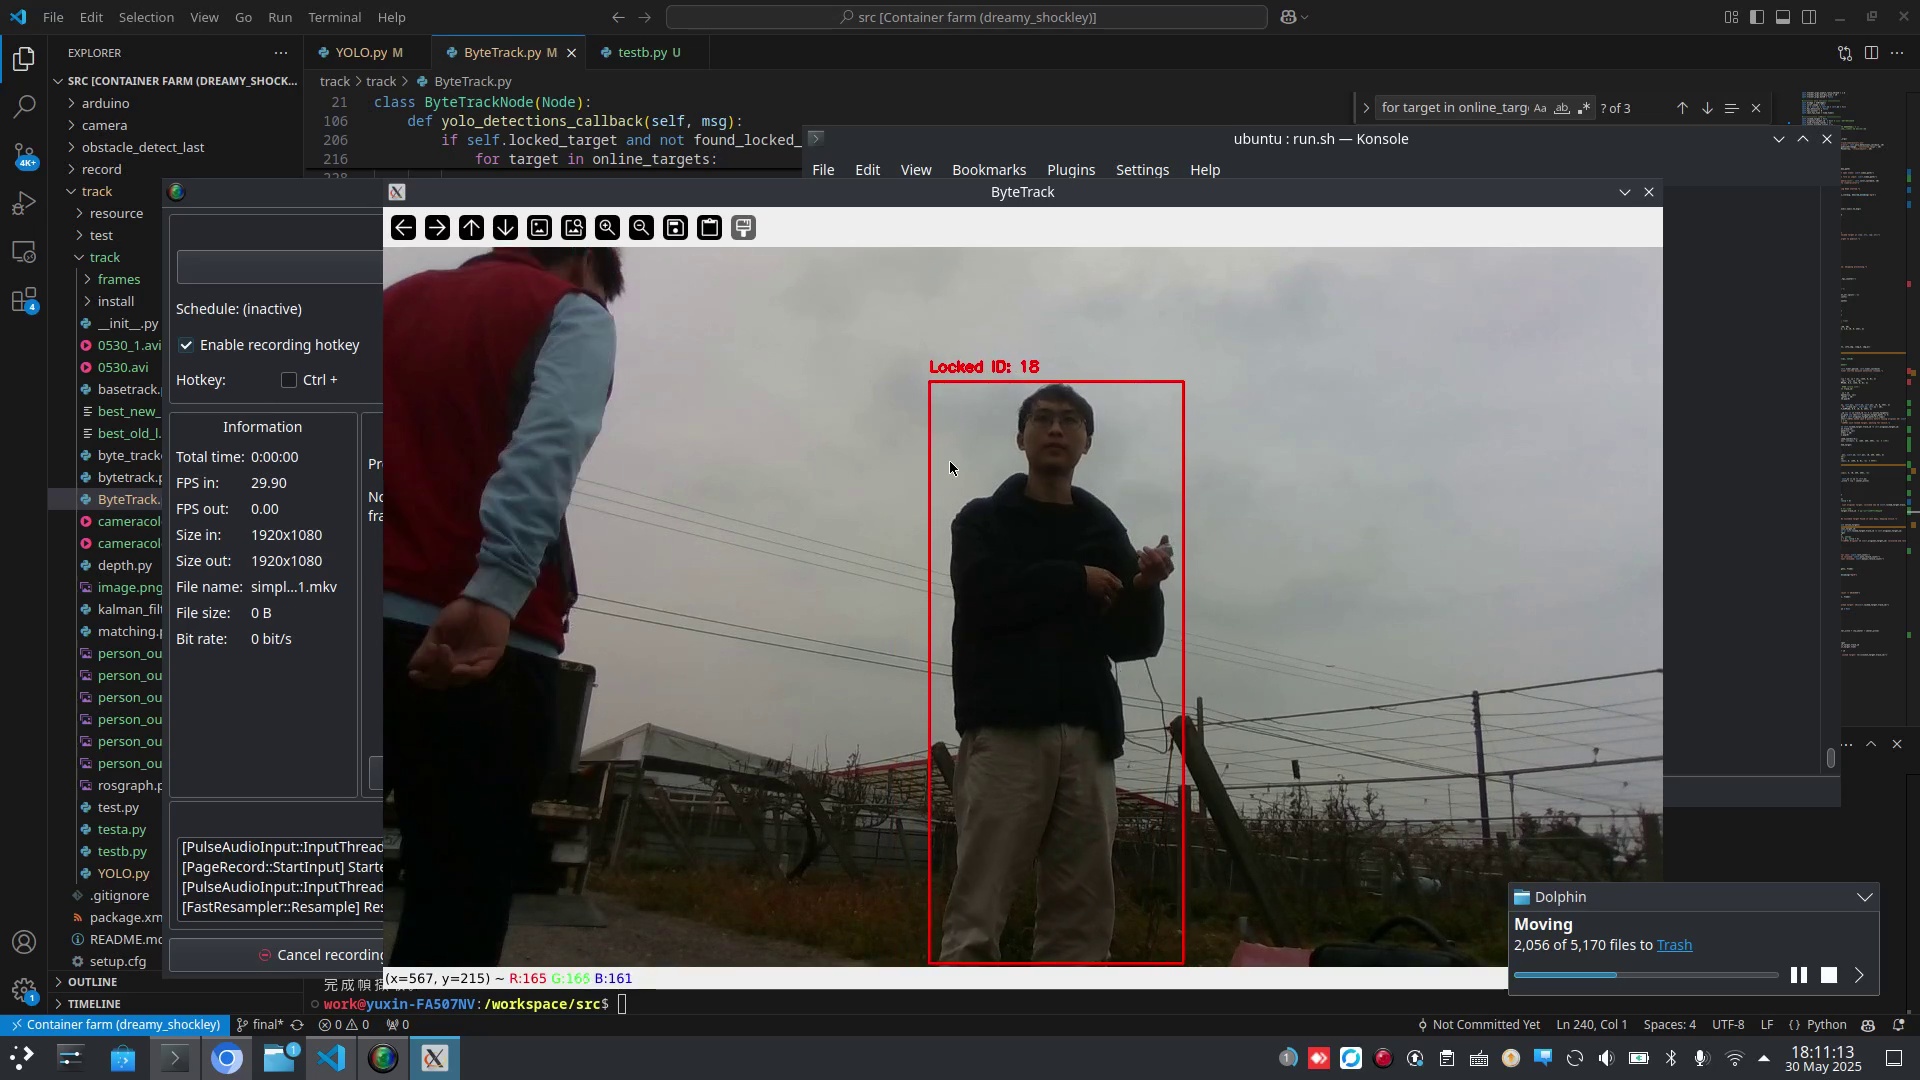 File Edit Selection View Go Run Terminal Help
src [Container farm (dreamy_shockley)]
EXPLORER
SRC [CONTAINER FARM (DREAMY_SHOCK...
arduino
camera
obstacle_detect_last
record
track
resource
test
track
frames
install
__init__.py
0530_1.avi
0530.avi
basetrack.
best_new_
best_old_l.
byte_track
bytetrack.p
ByteTrack.
cameracol
cameracol
depth.py
image.png
kalman_filt
matching.p
person_ou
person_ou
person_ou
person_ou
person_ou
person_ou
rosgraph.p
test.py
testa.py
testb.py
YOLO.py
.gitignore
package.xm
README.md
setup.cfg
OUTLINE
TIMELINE
4K+
4
1
YOLO.py M
ByteTrack.py M
testb.py U
track > track > ByteTrack.py
21 class ByteTrackNode(Node):
106 def yolo_detections_callback(self, msg):
206 if self.locked_target and not found_locked_
216 for target in online_targets:
for target in online_targ Aa ab ? of 3
ubuntu : run.sh — Konsole
File Edit View Bookmarks Plugins Settings Help
Schedule: (inactive)
Enable recording hotkey
Hotkey: Ctrl +
Information
Total time: 0:00:00
FPS in: 29.90
FPS out: 0.00
Size in: 1920x1080
Size out: 1920x1080
File name: simpl...1.mkv
File size: 0 B
Bit rate: 0 bit/s
Pr
No
fra
[PulseAudioInput::InputThread
[PageRecord::StartInput] Starte
[PulseAudioInput::InputThread
[FastResampler::Resample] Res
Cancel recording
ByteTrack
Locked ID: 18
(x=567, y=215) ~ R:165 G:165 B:161
work@yuxin-FA507NV:/workspace/src$
Dolphin
Moving
2,056 of 5,170 files to Trash
Container farm (dreamy_shockley) final* 0 0 0
Not Committed Yet Ln 240, Col 1 Spaces: 4 UTF-8 LF {} Python
1
1
18:11:13
30 May 2025